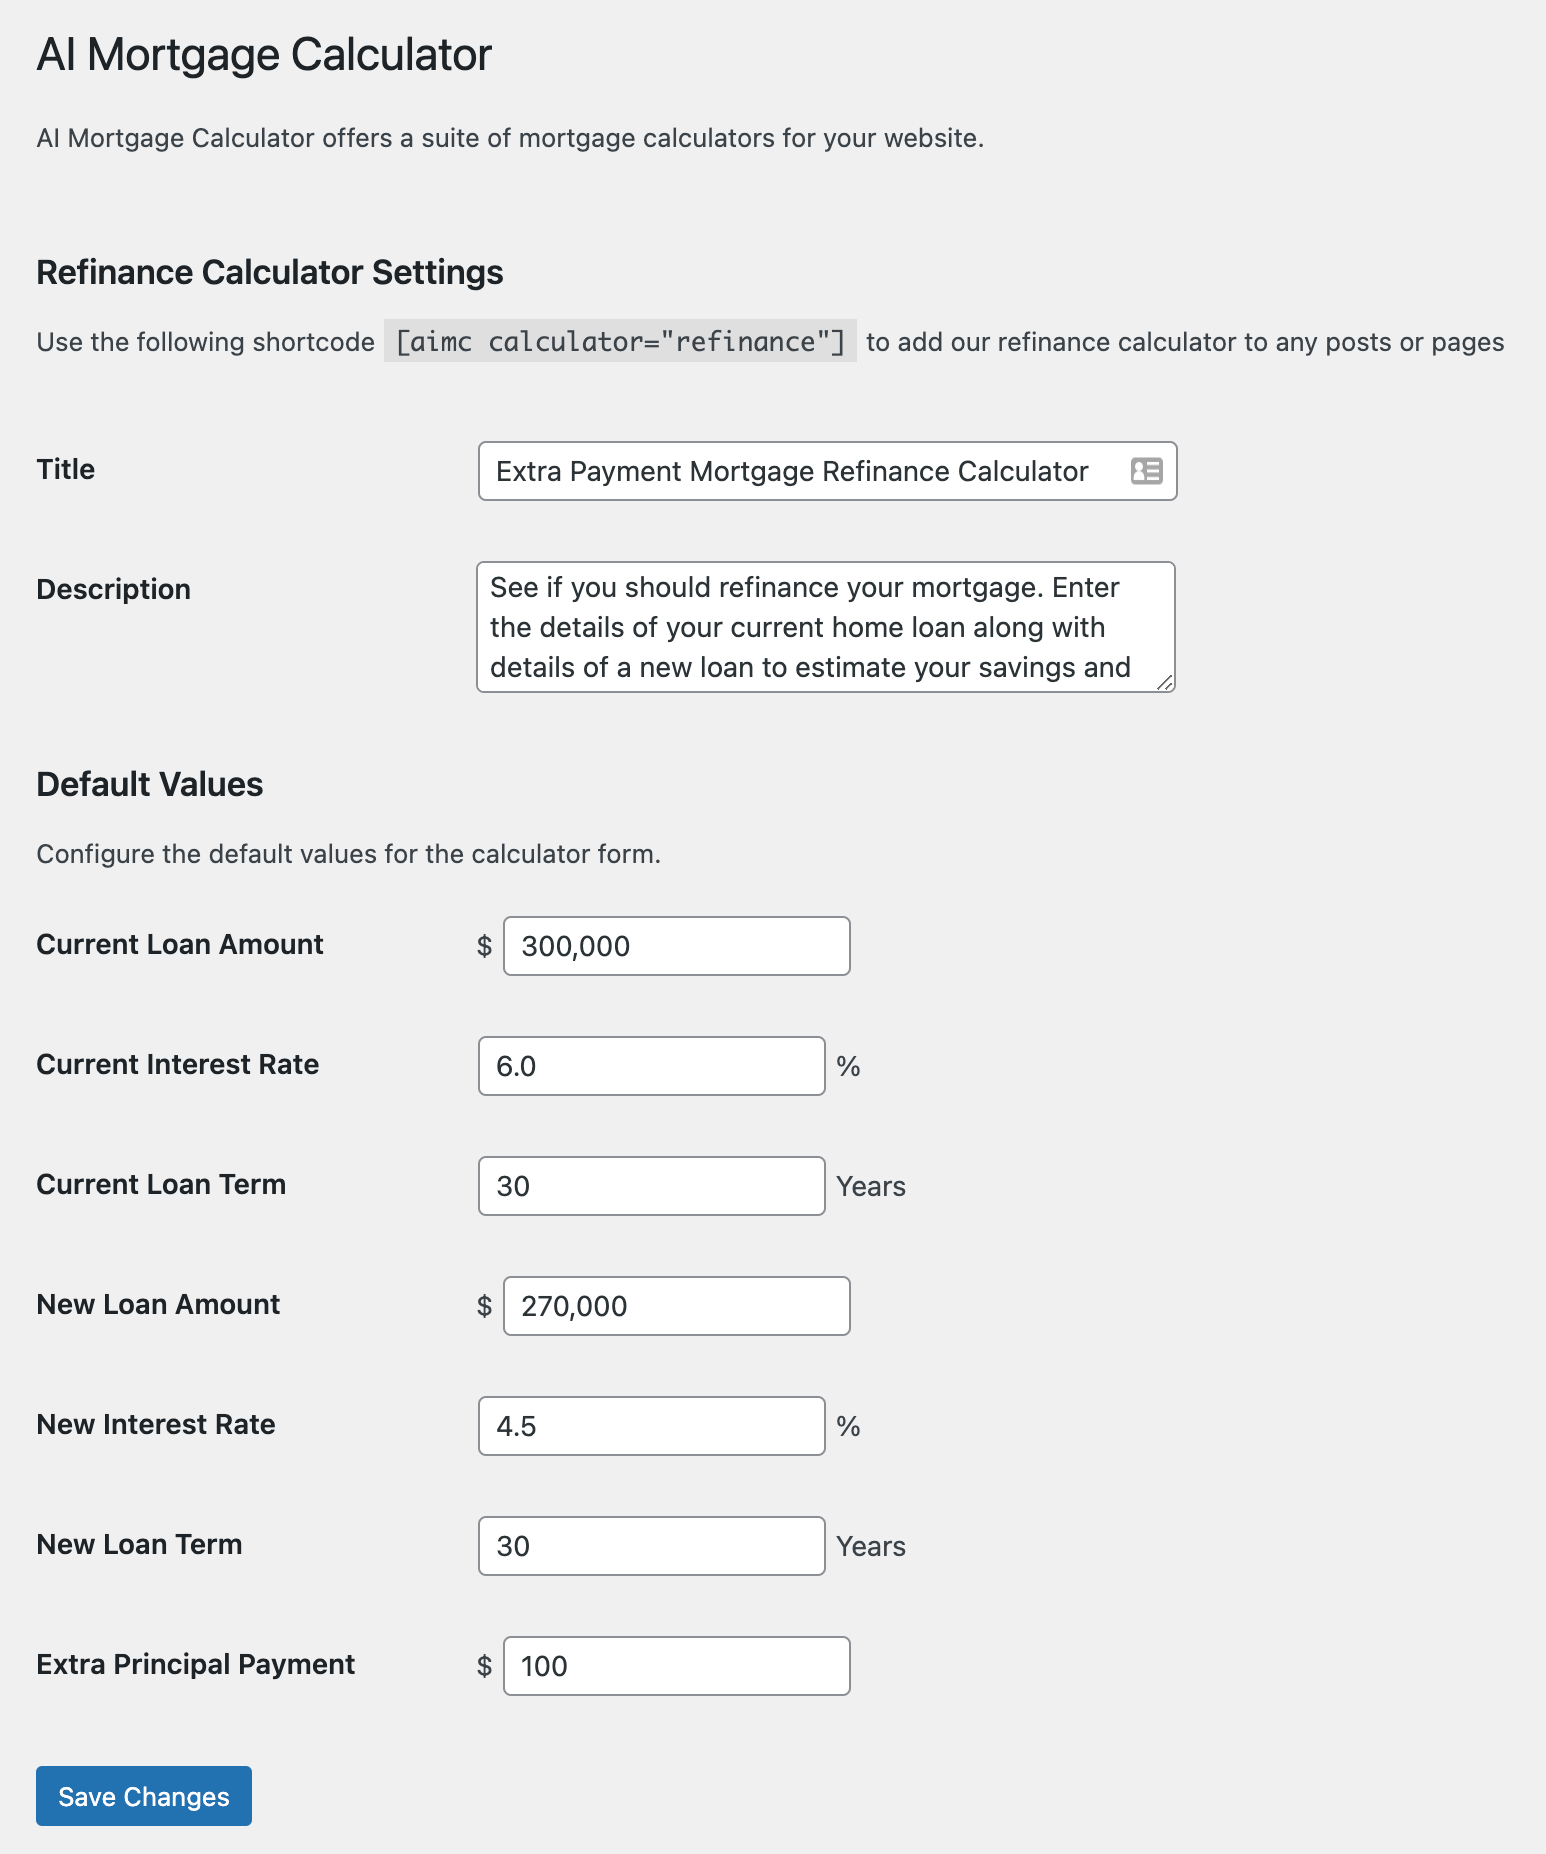 AI Mortgage Calculator
AI Mortgage Calculator offers a suite of mortgage calculators for your website.
Refinance Calculator Settings
Use the following shortcode [aimc calculator="refinance"] to add our refinance calculator to any posts or pages
Title
Extra Payment Mortgage Refinance Calculator
Description
See if you should refinance your mortgage. Enter
the details of your current home loan along with
details of a new loan to estimate your savings and
Default Values
Configure the default values for the calculator form.
Current Loan Amount $ 300,000
Current Interest Rate 6.0 %
Current Loan Term 30 Years
New Loan Amount $ 270,000
New Interest Rate 4.5 %
New Loan Term 30 Years
Extra Principal Payment $ 100
Save Changes